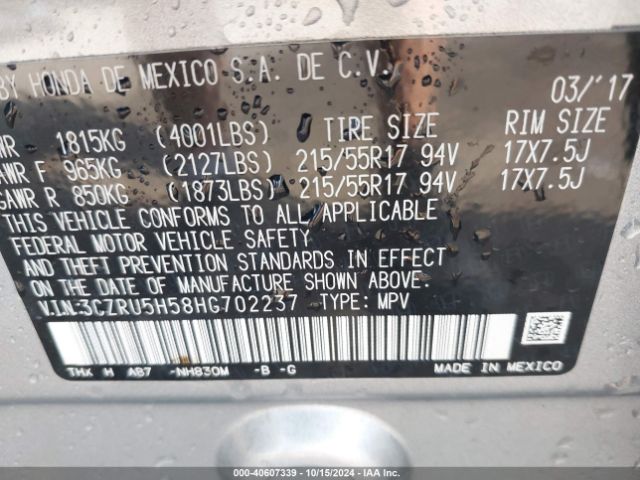 BY HONDA DE MEXICO S.A. DE C.V. 03/'17
1815KG (4001LBS) TIRE SIZE RIM SIZE
F 965KG (2127LBS) 215/55R17 94V 17X7.5J
GAWR R 850KG (1873LBS) 215/55R17 94V 17X7.5J
THIS VEHICLE CONFORMS TO ALL APPLICABLE
FEDERAL MOTOR VEHICLE SAFETY
AND THEFT PREVENTION STANDARDS IN EFFECT
ON THE DATE OF MANUFACTURE SHOWN ABOVE.
V.I.N:3CZRU5H58HG702237 TYPE: MPV
THX H AB7 -NH830M -B -G MADE IN MEXICO
000-40607339 | 10/15/2024 | IAA Inc.